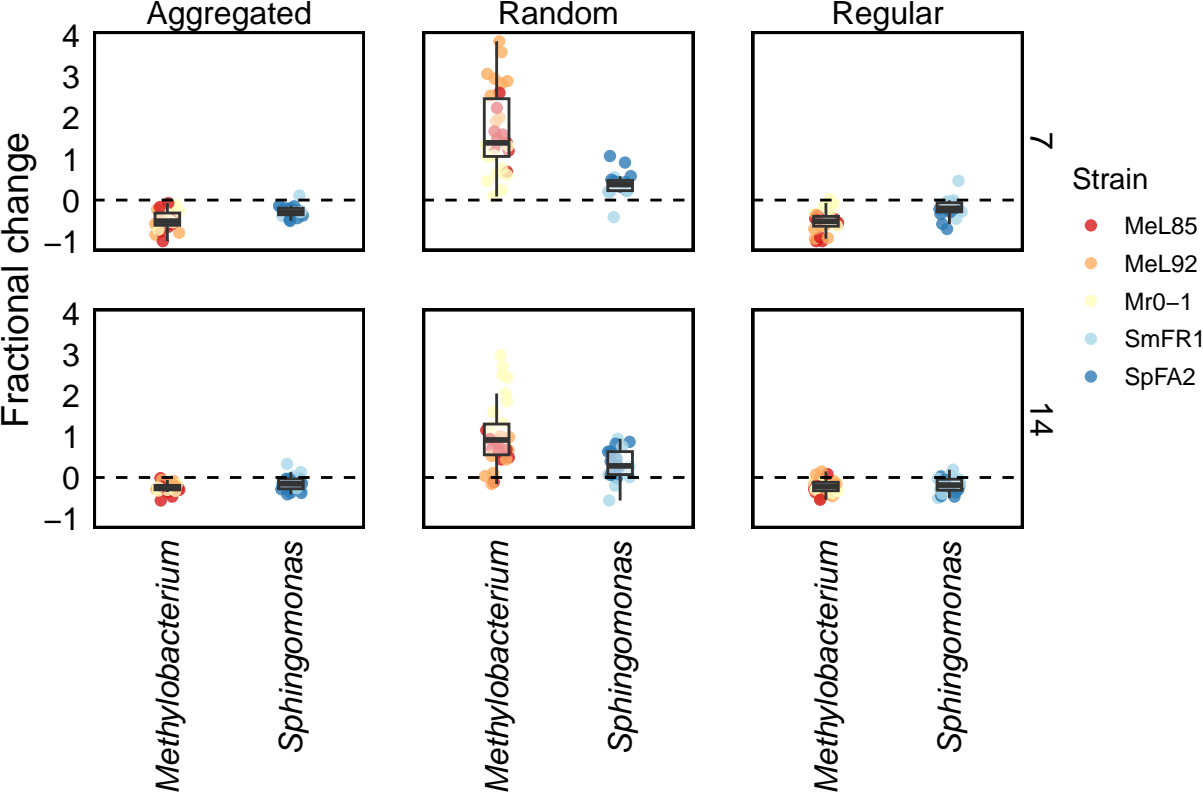 Aggregated
Random
Regular
Fractional change
4
3
2
1
0
−1
7
4
3
2
1
0
−1
14
Methylobacterium
Sphingomonas
Methylobacterium
Sphingomonas
Methylobacterium
Sphingomonas
Strain
MeL85
MeL92
Mr0−1
SmFR1
SpFA2